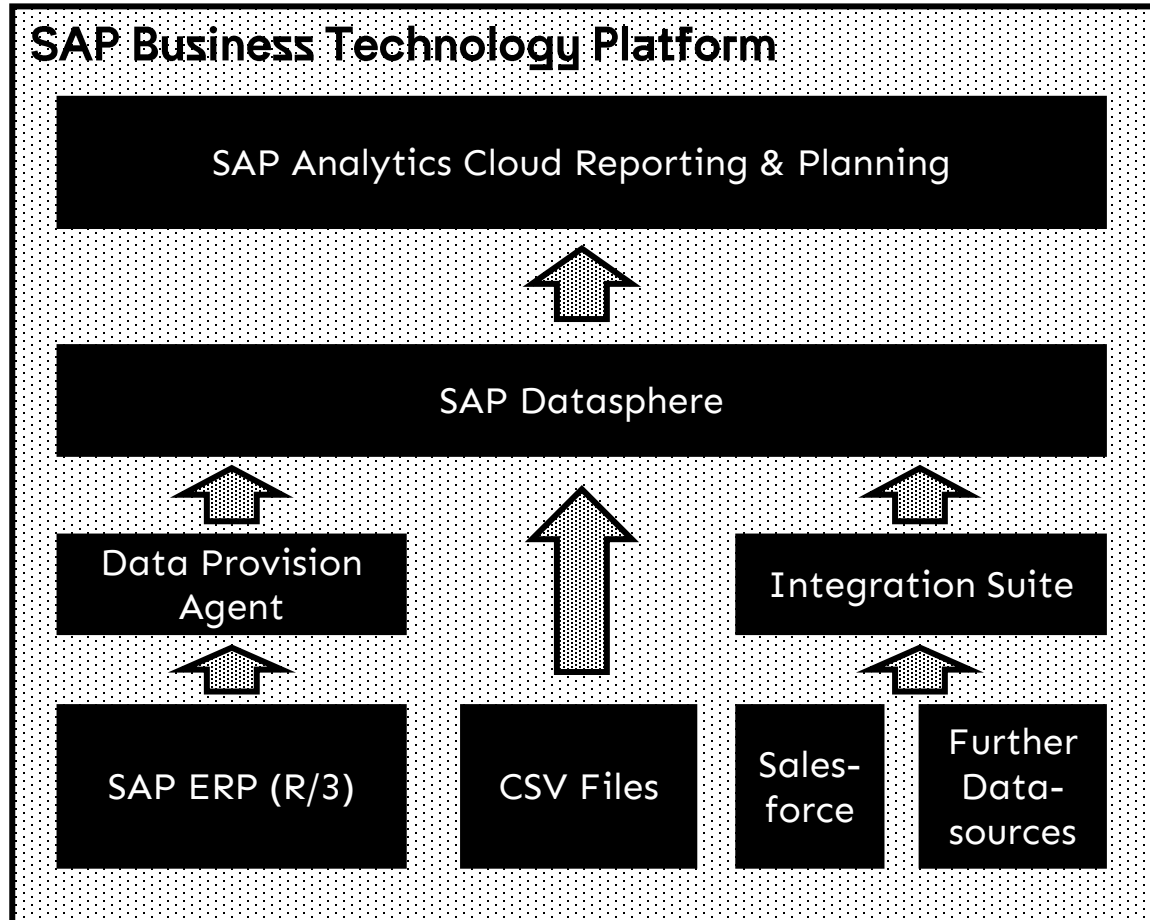 SAP Business Technology Platform
SAP Analytics Cloud Reporting & Planning
SAP Datasphere
Data Provision
Agent
Integration Suite
SAP ERP (R/3)
CSV Files
Sales-
force
Further
Data-
sources